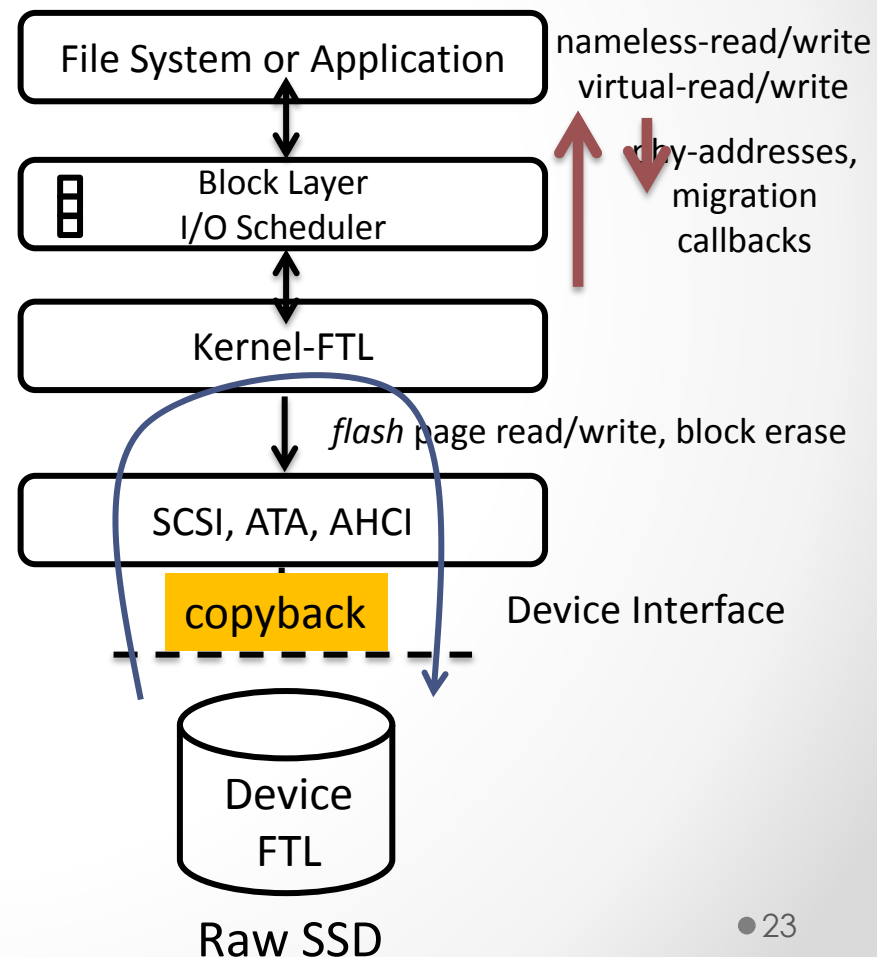 File System or Application
nameless-read/write
virtual-read/write
Block Layer
I/O Scheduler
-addresses,
migration
callbacks
Kernel-FTL
flash page read/write, block erase
SCSI, ATA, AHCI
copyback
Device Interface
Device
FTL
Raw SSD
23